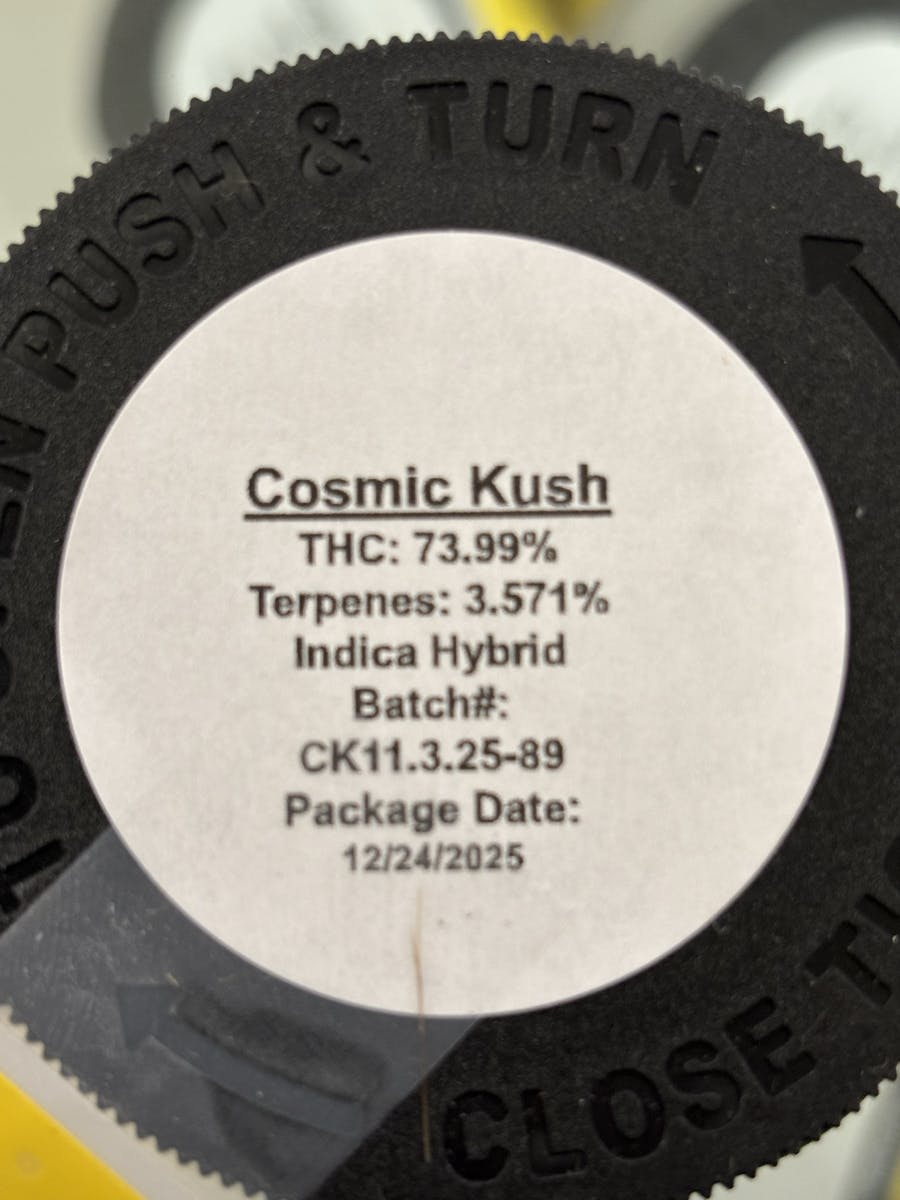 PUSH & TURN
Cosmic Kush
THC: 73.99%
Terpenes: 3.571%
Indica Hybrid
Batch#:
CK11.3.25-89
Package Date:
12/24/2025
CLOSE